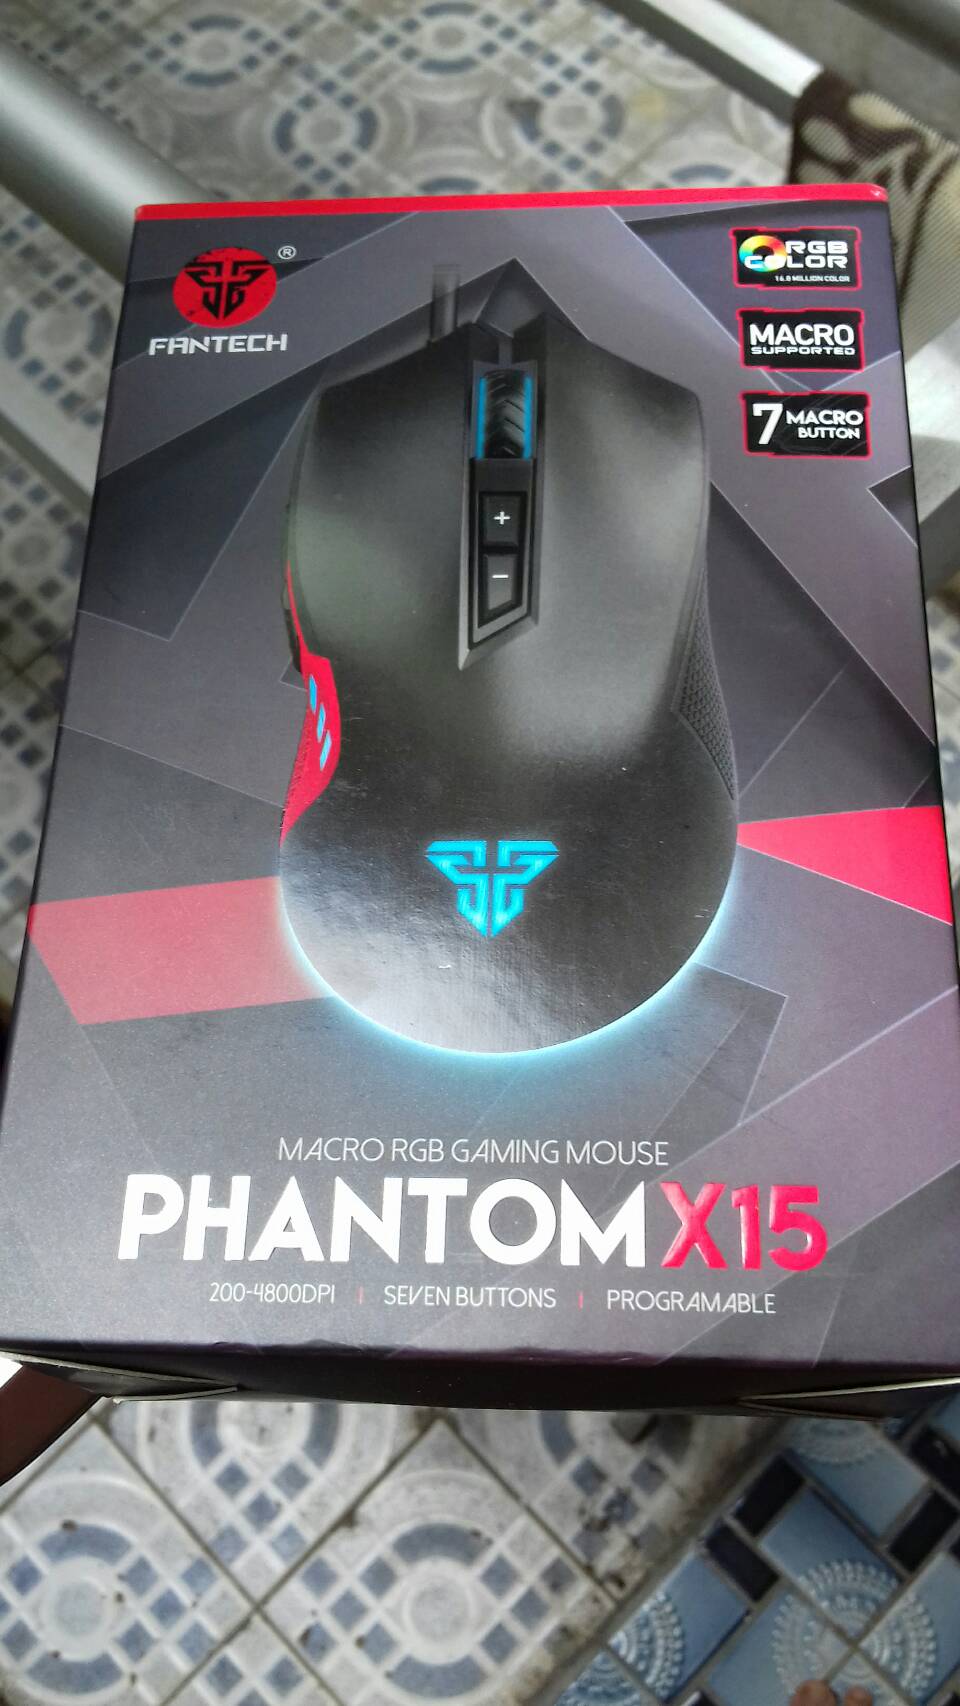 ®
FANTECH
RGB
COLOR
16.8 MILLION COLOR
MACRO
SUPPORTED
7 MACRO
BUTTON
+
−
MACRO RGB GAMING MOUSE
PHANTOM X15
200-4800DPI | SEVEN BUTTONS | PROGRAMABLE